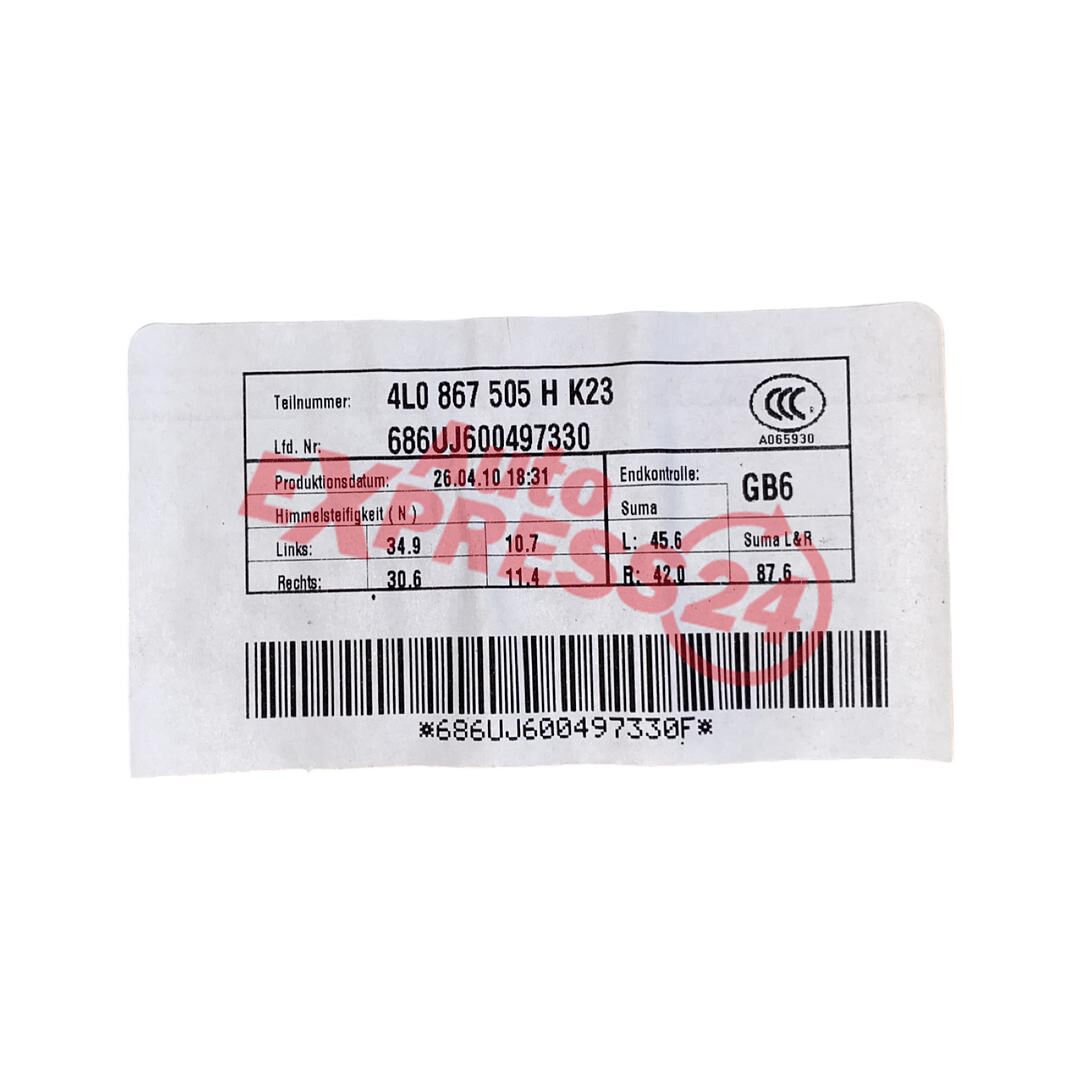 Teilnummer: 4L0 867 505 H K23
CCC R
Lfd. Nr: 686UJ600497330
A065930
Produktionsdatum: 26.04.10 18:31
Endkontrolle: GB6
Himmelsteifigkeit ( N )
Suma
Links: 34.9 10.7
L: 45.6 Suma L&R
Rechts: 30.6 11.4
R: 42.0 87.6
Auto
EXPRESS24
*686UJ600497330F*